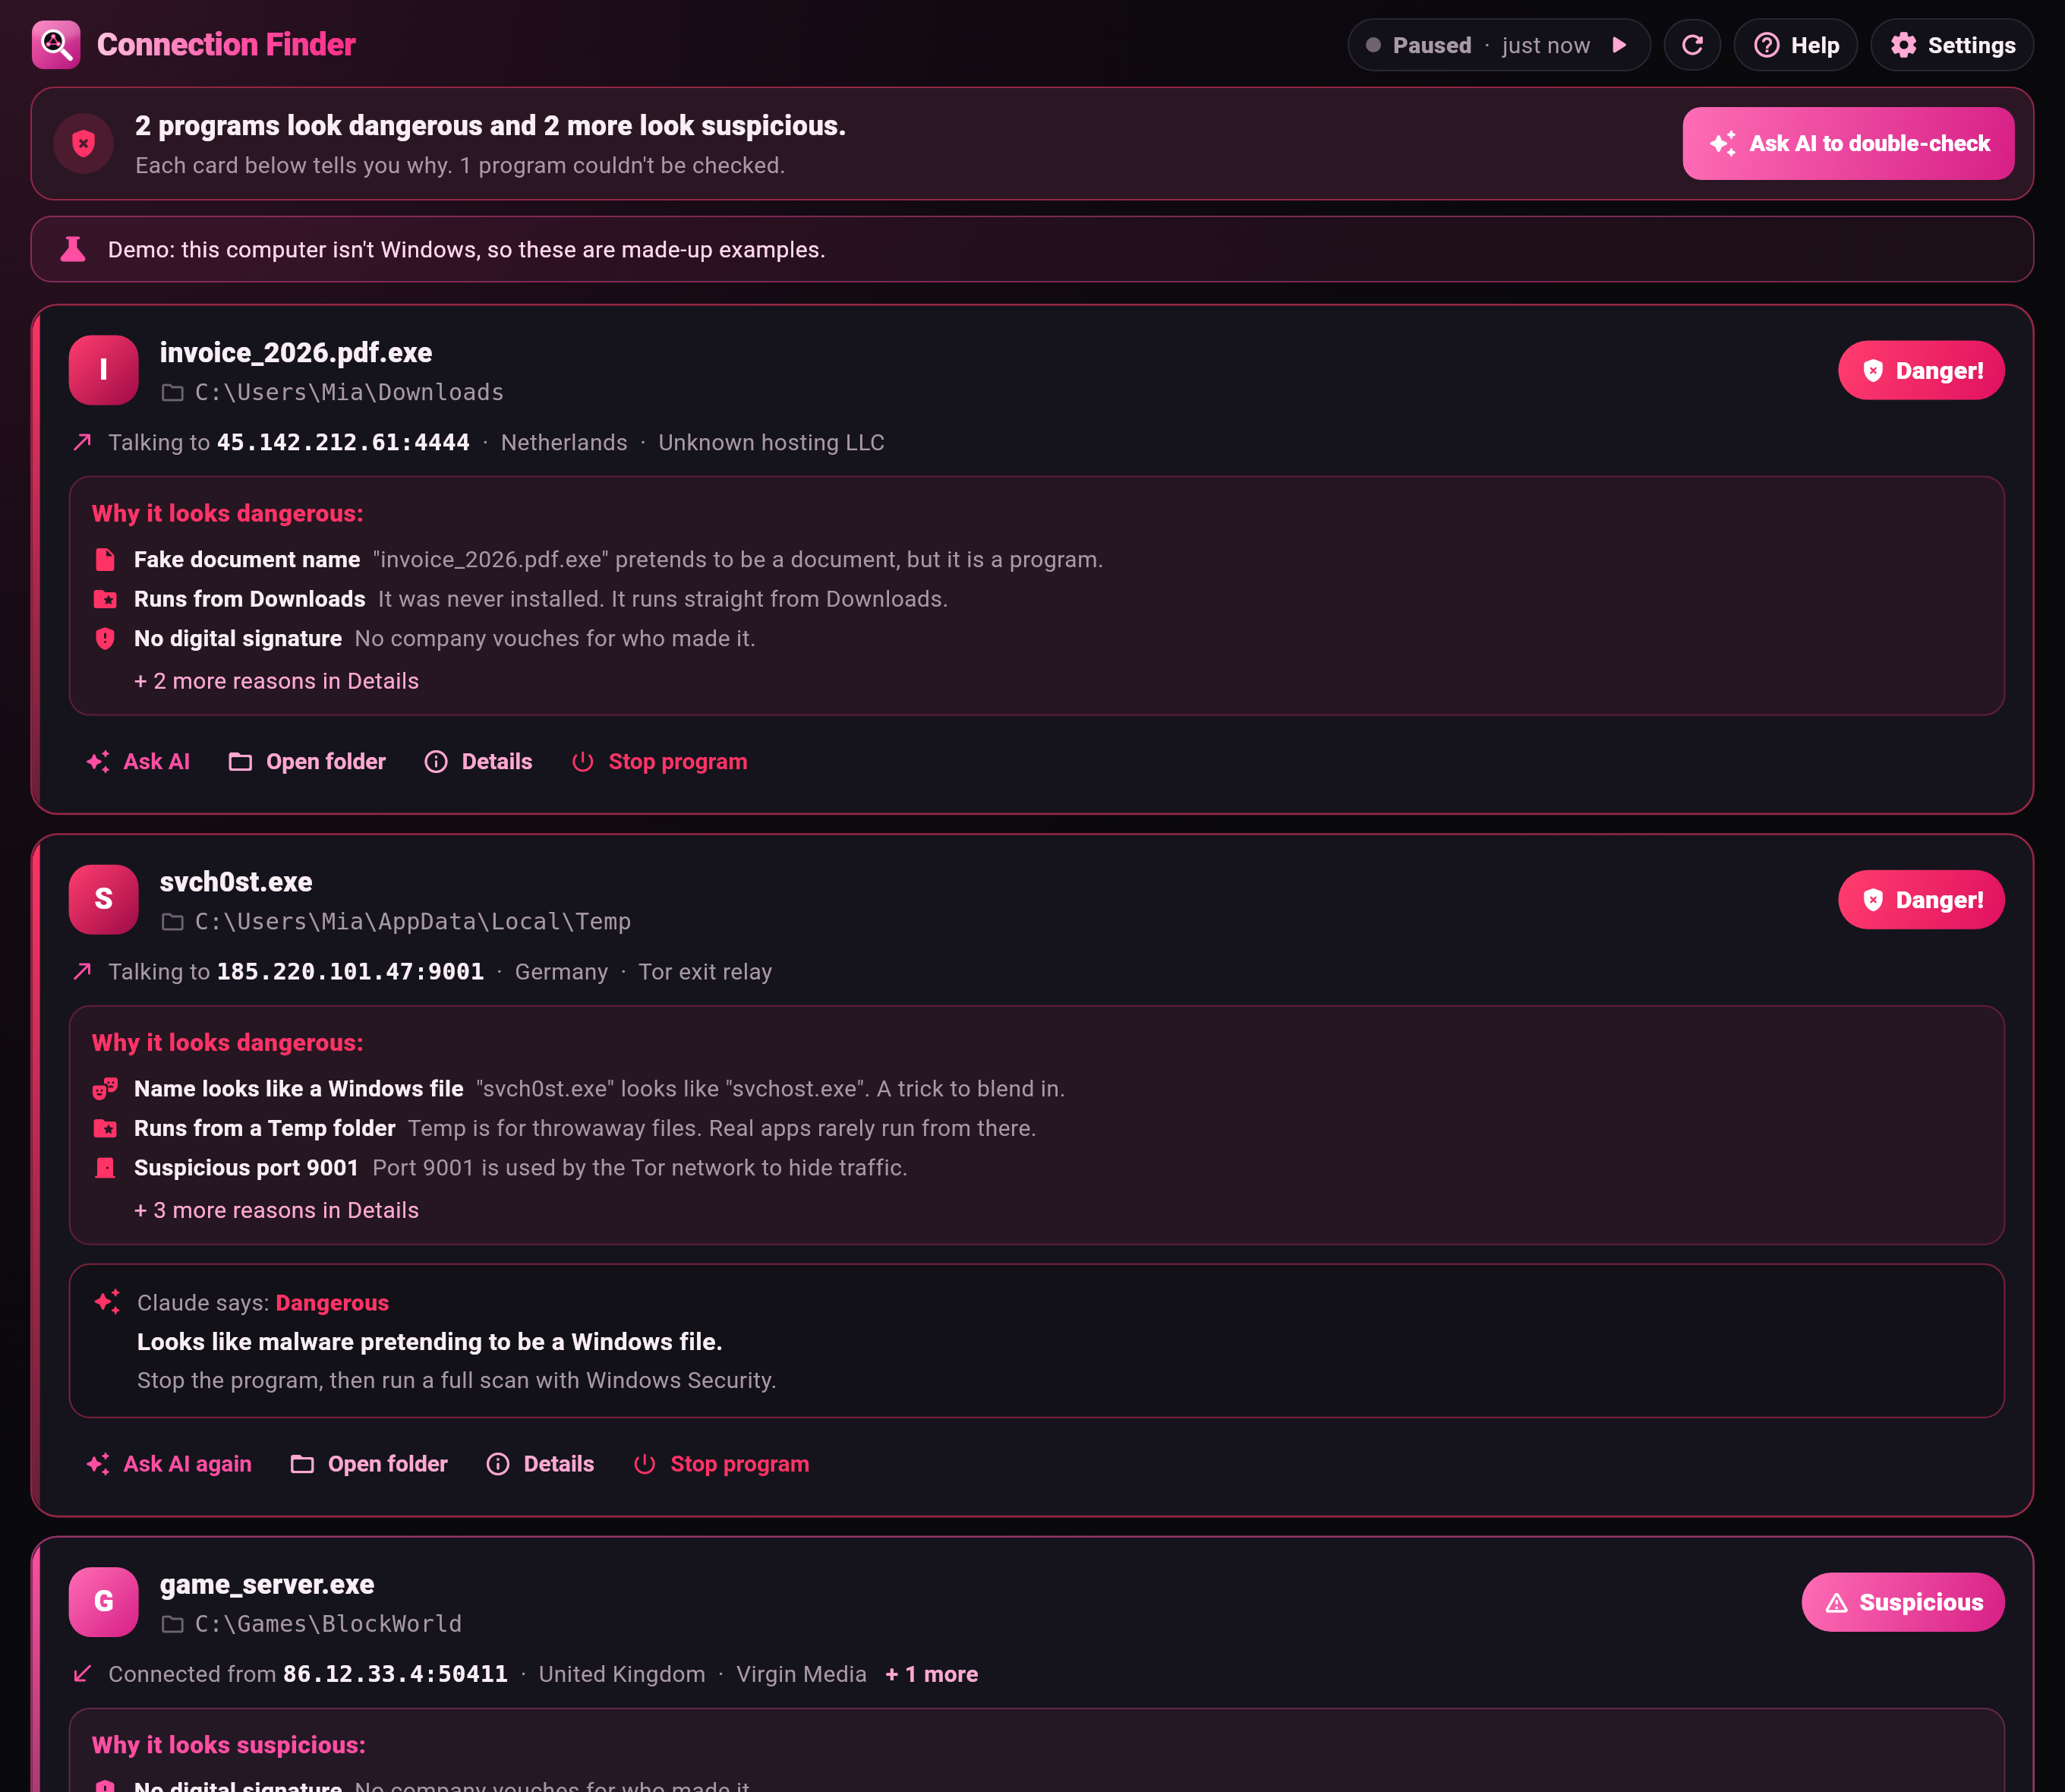 Connection Finder
Paused · just now
Help
Settings
2 programs look dangerous and 2 more look suspicious.
Each card below tells you why. 1 program couldn't be checked.
Ask AI to double-check
Demo: this computer isn't Windows, so these are made-up examples.
I
invoice_2026.pdf.exe
C:\Users\Mia\Downloads
Danger!
Talking to 45.142.212.61:4444 · Netherlands · Unknown hosting LLC
Why it looks dangerous:
Fake document name "invoice_2026.pdf.exe" pretends to be a document, but it is a program.
Runs from Downloads It was never installed. It runs straight from Downloads.
No digital signature No company vouches for who made it.
+ 2 more reasons in Details
Ask AI Open folder Details Stop program
S
svch0st.exe
C:\Users\Mia\AppData\Local\Temp
Danger!
Talking to 185.220.101.47:9001 · Germany · Tor exit relay
Why it looks dangerous:
Name looks like a Windows file "svch0st.exe" looks like "svchost.exe". A trick to blend in.
Runs from a Temp folder Temp is for throwaway files. Real apps rarely run from there.
Suspicious port 9001 Port 9001 is used by the Tor network to hide traffic.
+ 3 more reasons in Details
Claude says: Dangerous
Looks like malware pretending to be a Windows file.
Stop the program, then run a full scan with Windows Security.
Ask AI again Open folder Details Stop program
G
game_server.exe
C:\Games\BlockWorld
Suspicious
Connected from 86.12.33.4:50411 · United Kingdom · Virgin Media + 1 more
Why it looks suspicious:
No digital signature No company vouches for who made it.